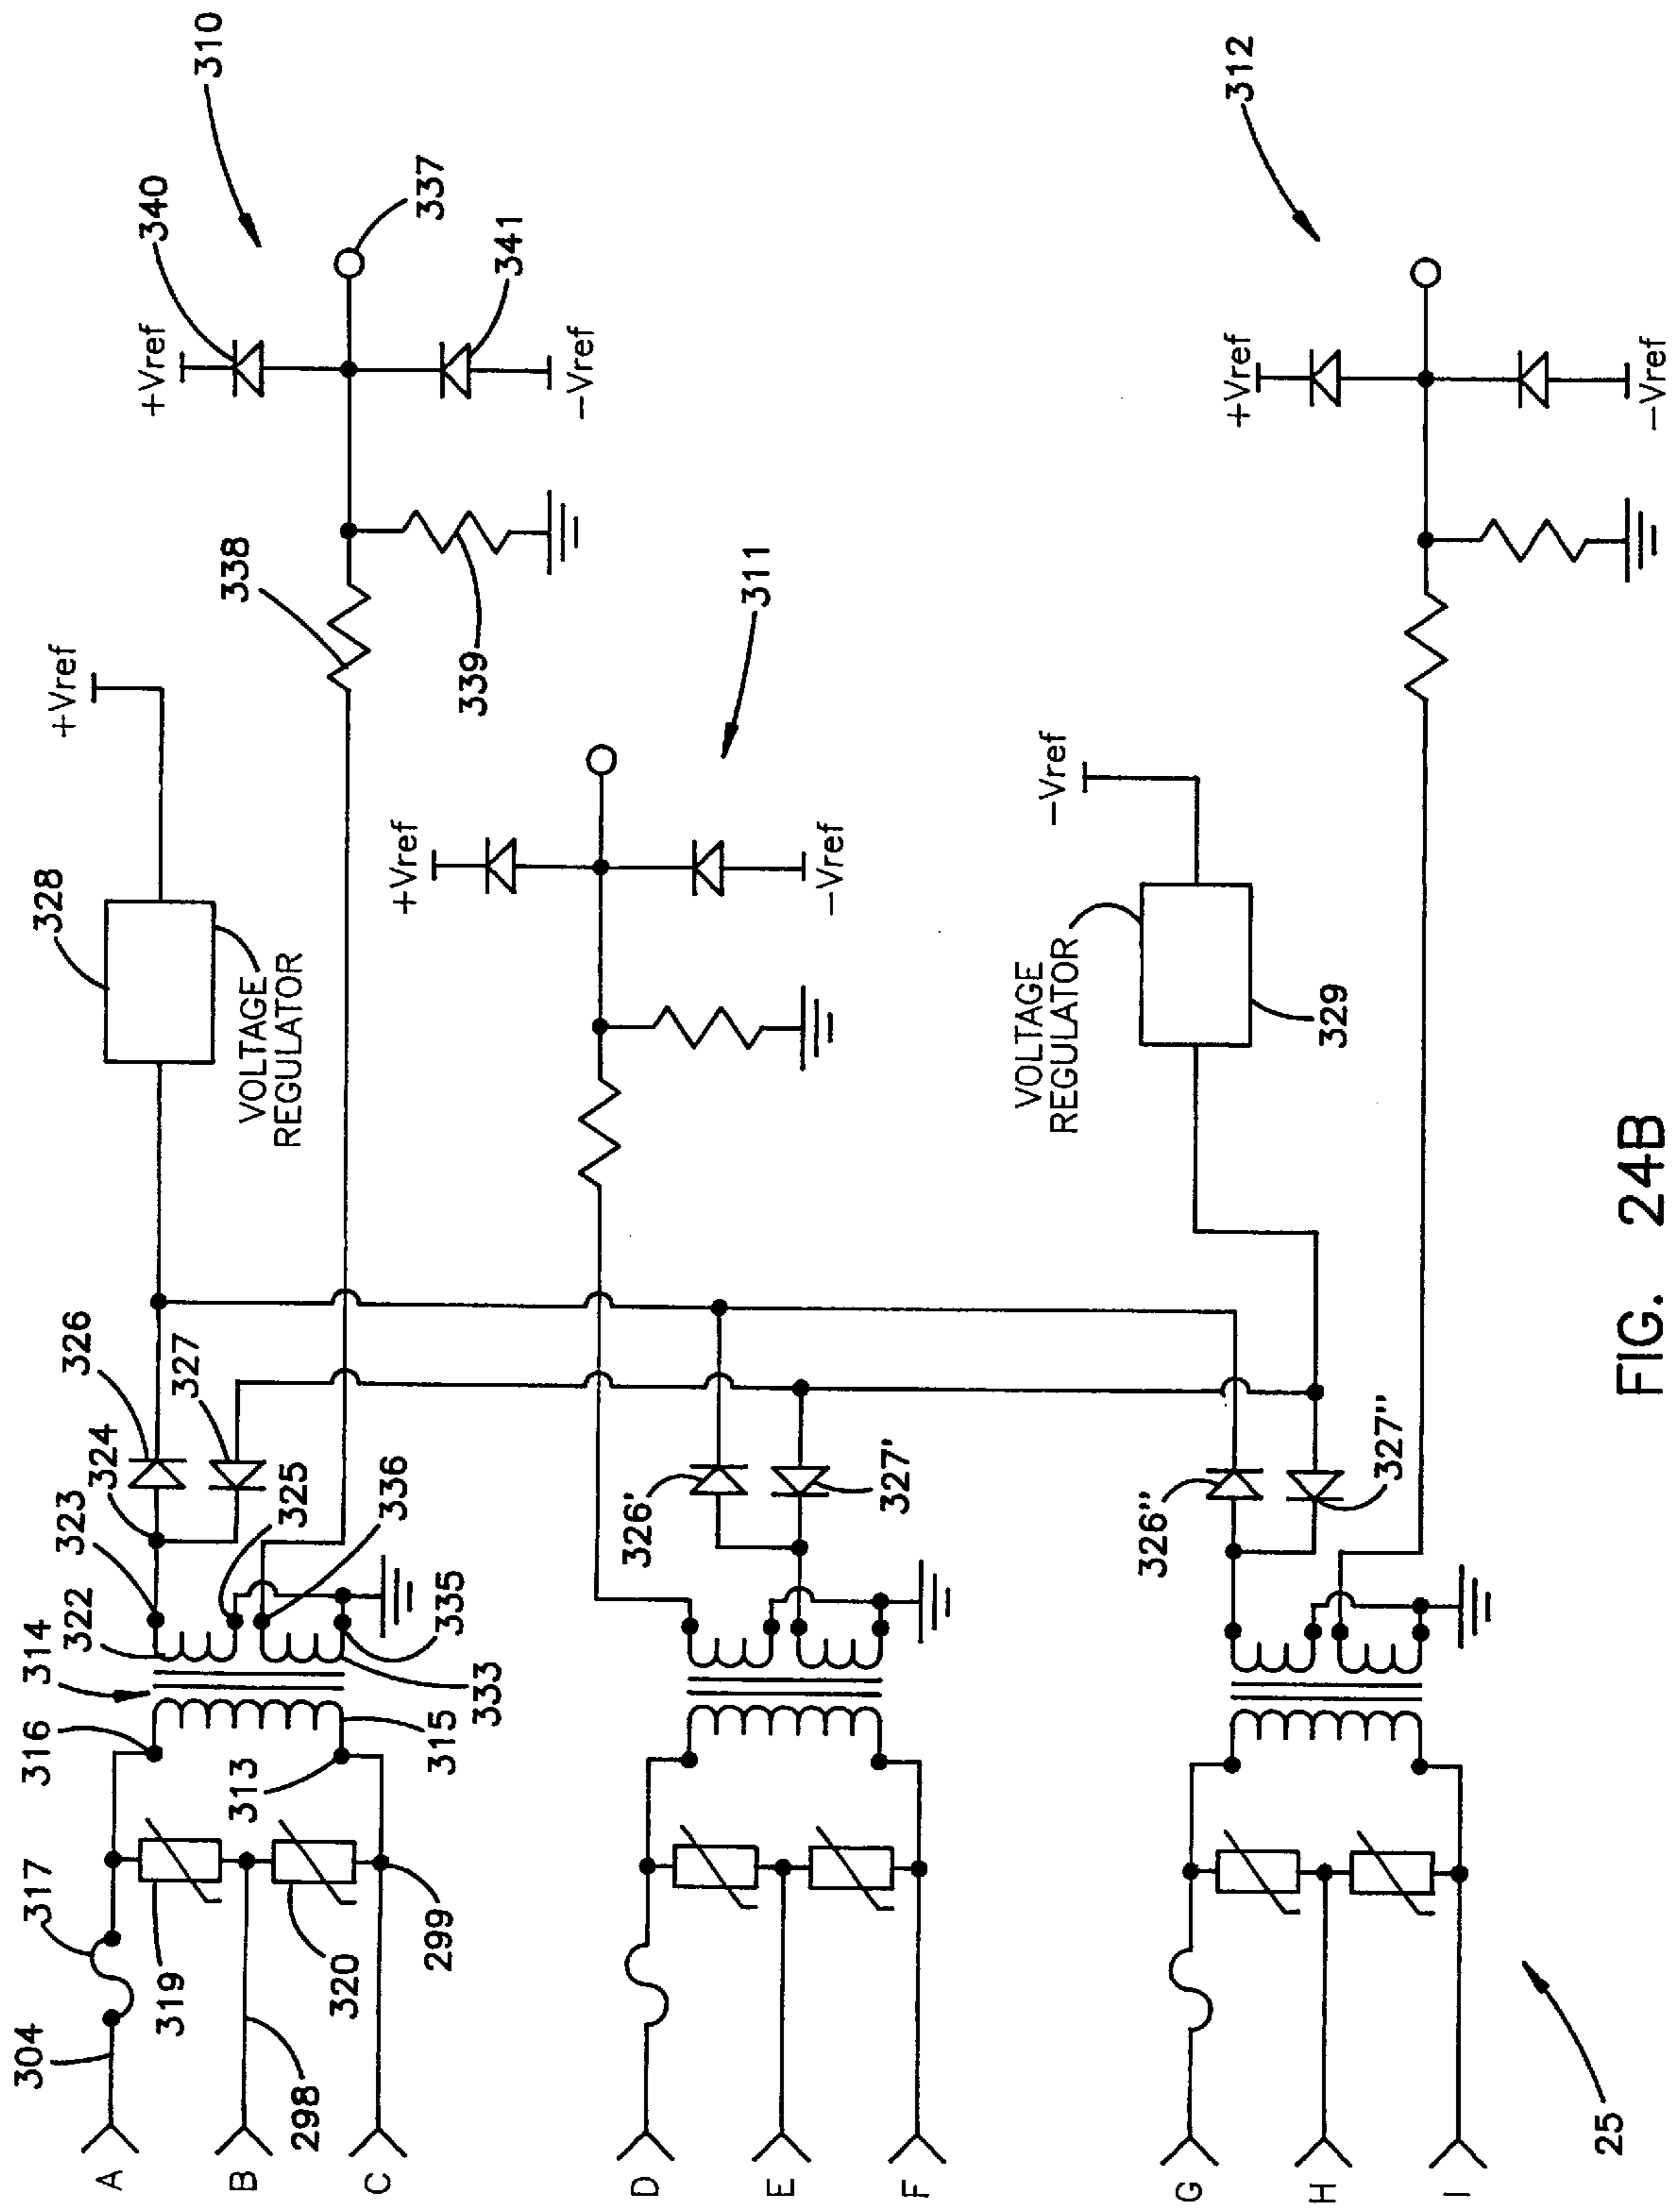 310
340
337
341
+Vref
-Vref
338
339
+Vref
328
VOLTAGE
REGULATOR
326
327
324
323
325
336
322
314
335
333
316
315
313
317
319
320
299
304
298
A
B
C
311
+Vref
-Vref
326'
327'
D
E
F
312
+Vref
-Vref
-Vref
VOLTAGE
REGULATOR
329
326"
327"
G
H
I
25
FIG. 24B